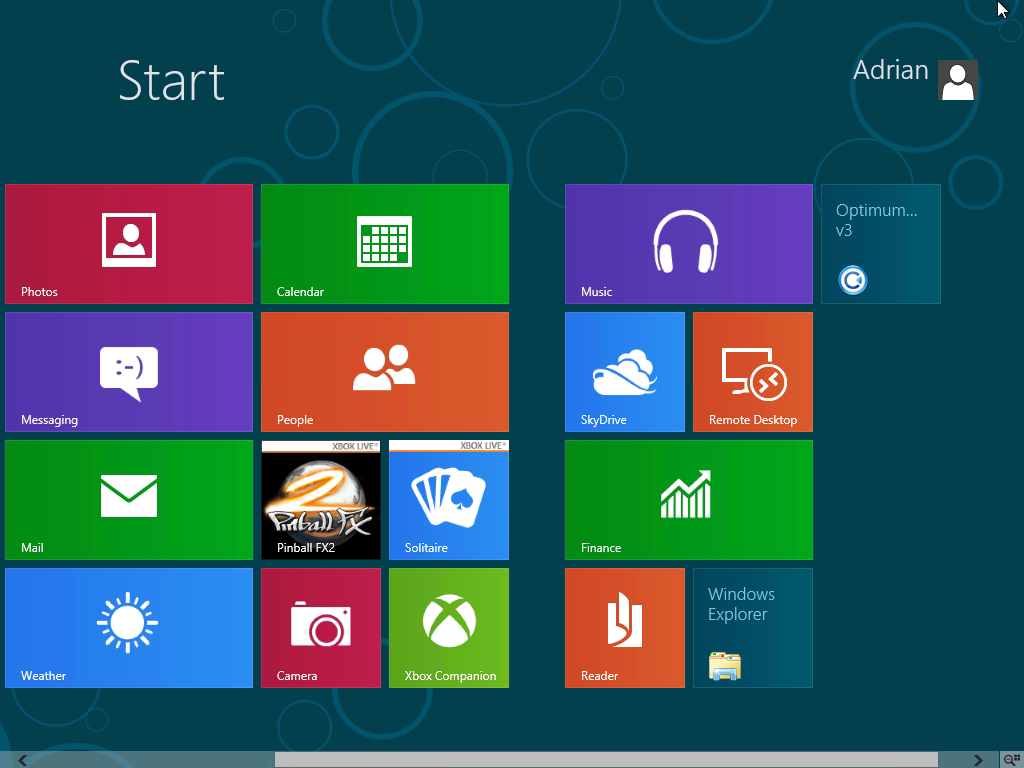 Start
Adrian
Photos
Calendar
Music
Optimum...
v3
Messaging
:-)
People
SkyDrive
Remote Desktop
Mail
XBOX LIVE
2
Pinball FX
Pinball FX2
XBOX LIVE
Solitaire
Finance
Weather
Camera
Xbox Companion
Reader
Windows
Explorer